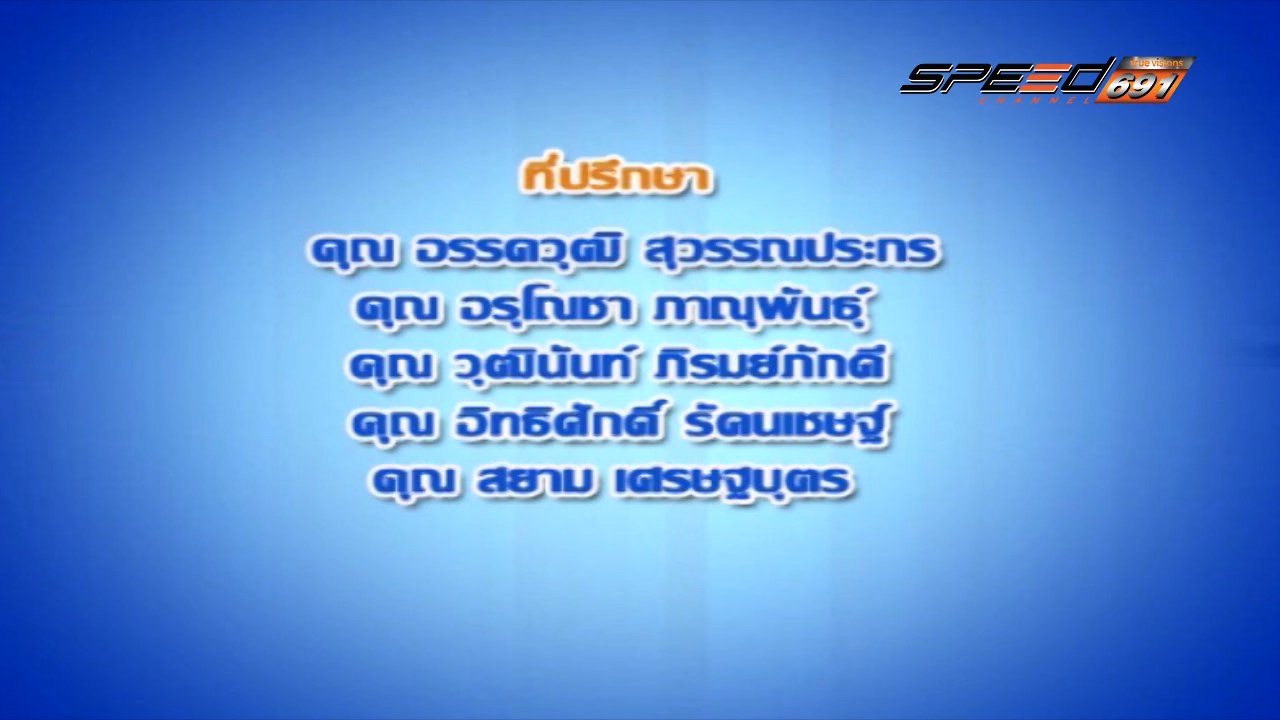 SPEED
CHANNEL
true visions
691
ที่ปรึกษา
คุณ อรรคววุฒิ สุวรรณประกร
คุณ อรุโณชา ภาณุพันธุ์
คุณ วุฒินันท์ ภิรมย์ภักดี
คุณ อิทธิศักดิ์ รัคนเชษฐ์
คุณ สยาม เศรษฐบุตร